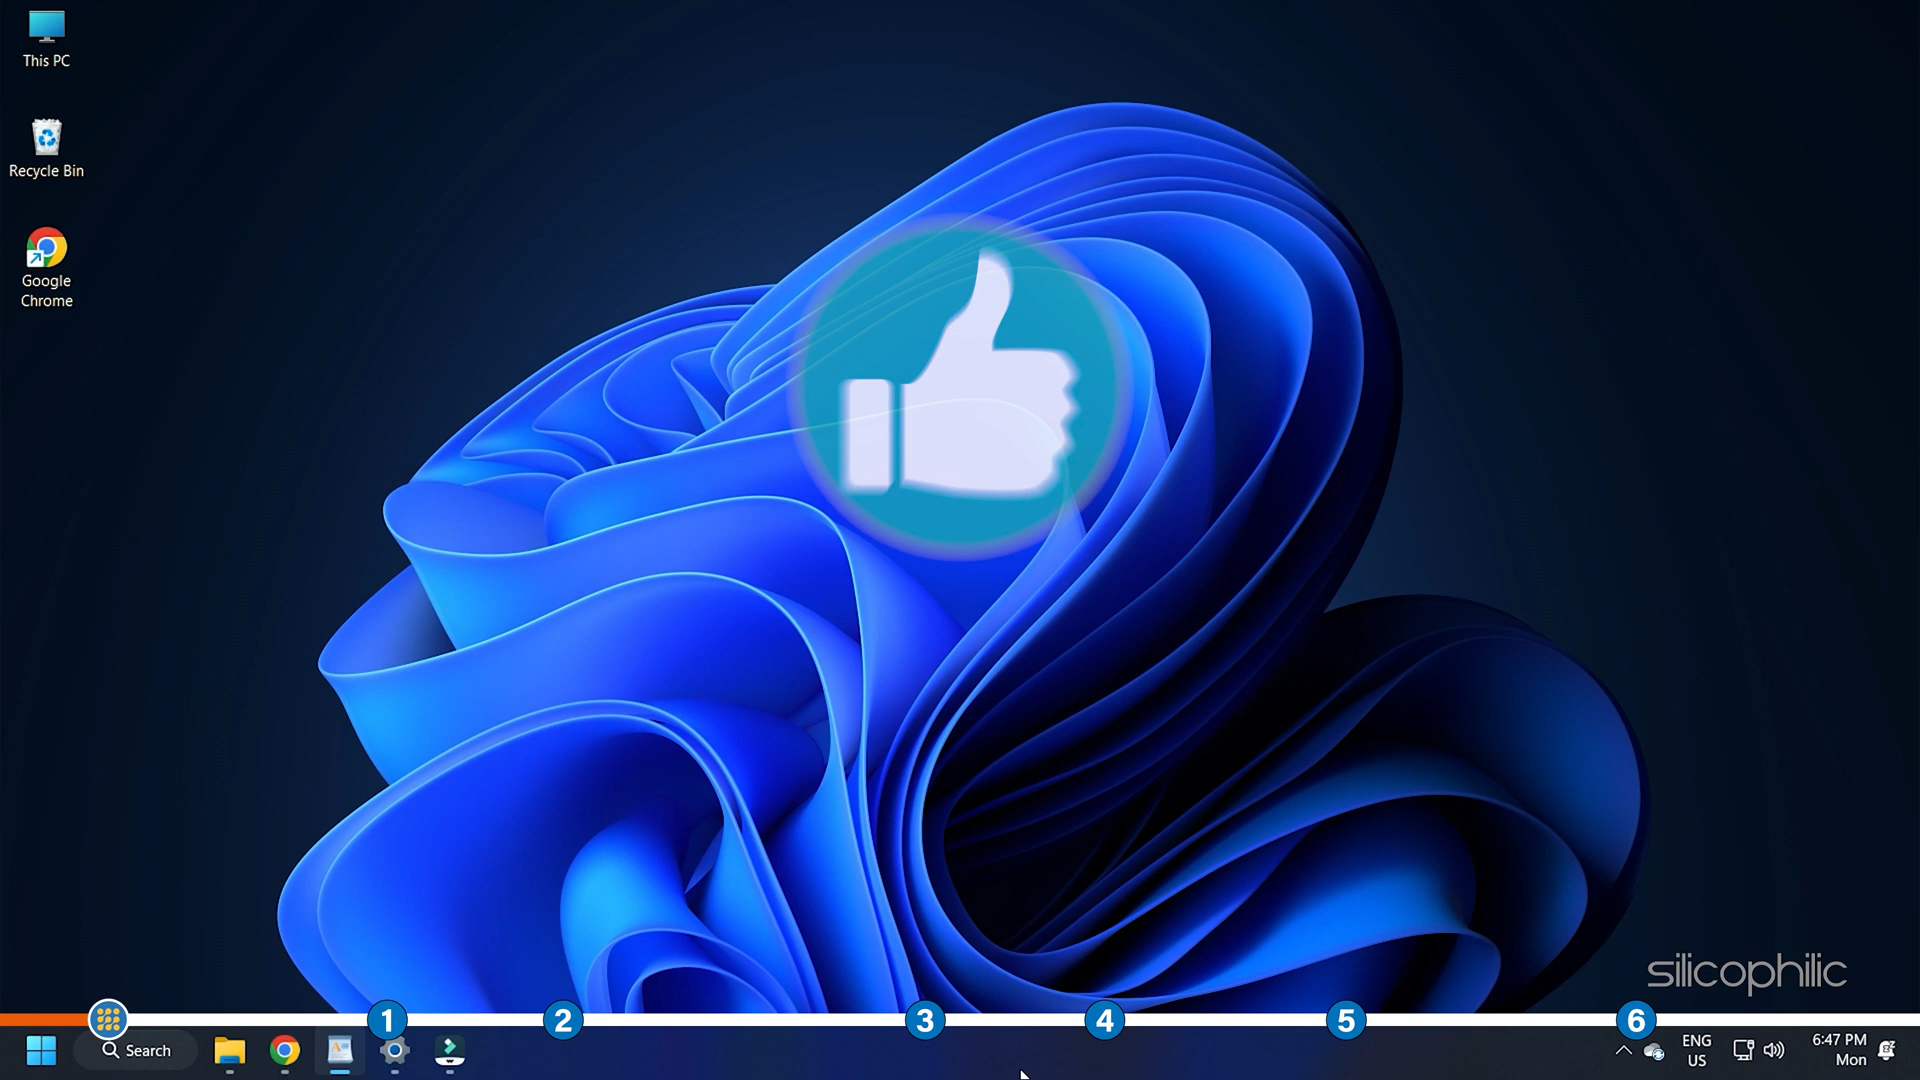 This PC
Recycle Bin
Google
Chrome
silicophilic
1
2
3
4
5
6
Search
ENG
US
6:47 PM
Mon